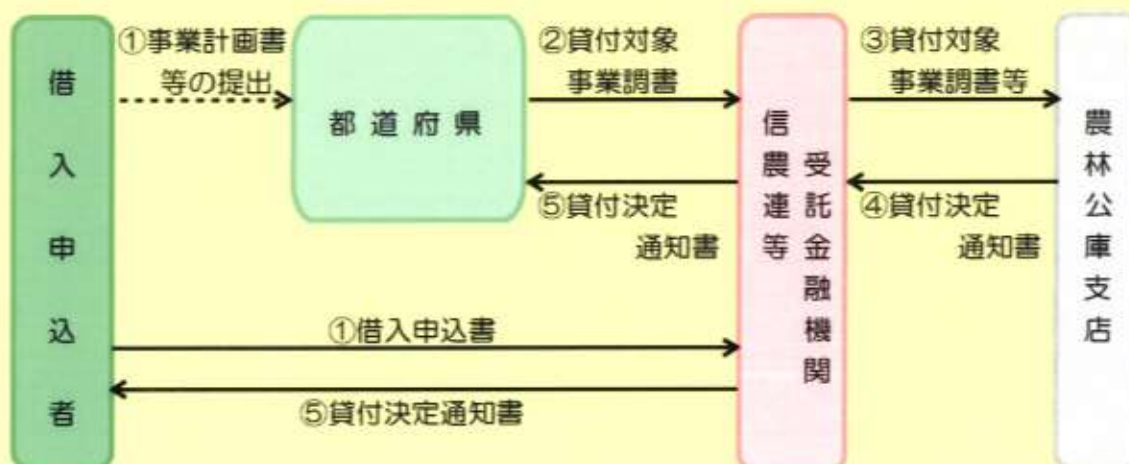 借入申込者
①事業計画書
等の提出
都道府県
②貸付対象
事業調書
⑤貸付決定
通知書
受託金融機関
信農連等
③貸付対象
事業調書等
④貸付決定
通知書
農林公庫支店
①借入申込書
⑤貸付決定通知書